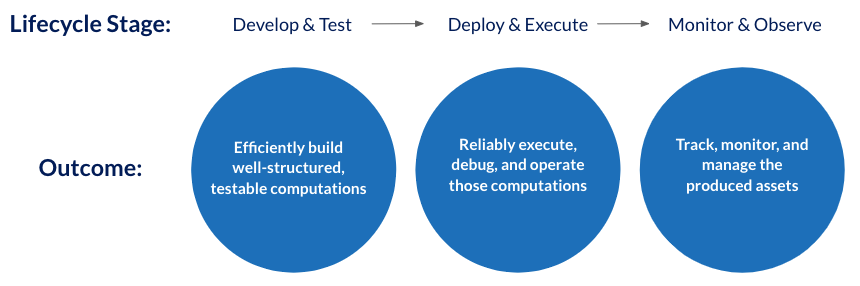 Lifecycle Stage:
Develop & Test
Deploy & Execute
Monitor & Observe
Outcome:
Efficiently build
well-structured,
testable computations
Reliably execute,
debug, and operate
those computations
Track, monitor, and
manage the
produced assets